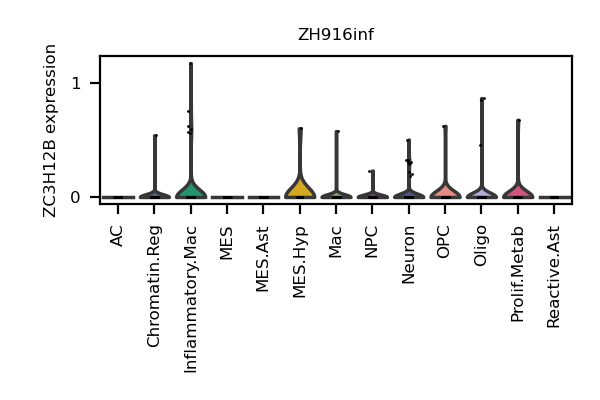 ZH916inf
ZC3H12B expression
1
0
AC
Chromatin.Reg
Inflammatory.Mac
MES
MES.Ast
MES.Hyp
Mac
NPC
Neuron
OPC
Oligo
Prolif.Metab
Reactive.Ast